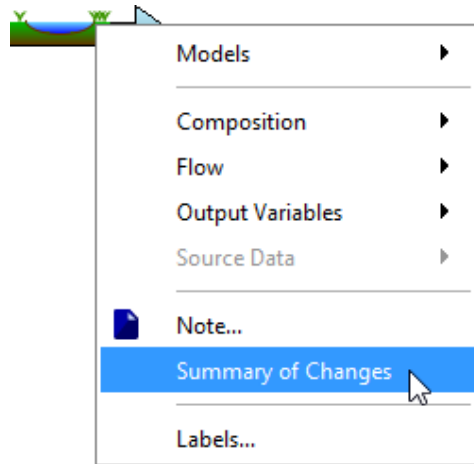 Models
Composition
Flow
Output Variables
Source Data
Note...
Summary of Changes
Labels...